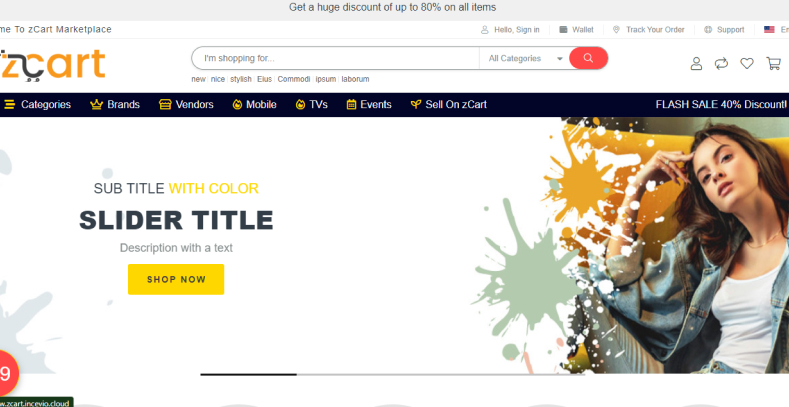 Get a huge discount of up to 80% on all items
me To zCart Marketplace
Hello, Sign in
Wallet
Track Your Order
Support
En
zcart
I'm shopping for...
All Categories
new nice stylish Eius Commodi ipsum laborum
Categories
Brands
Vendors
Mobile
TVs
Events
Sell On zCart
FLASH SALE 40% Discount!
SUB TITLE WITH COLOR
SLIDER TITLE
Description with a text
SHOP NOW
9
w.zcart.incevio.cloud